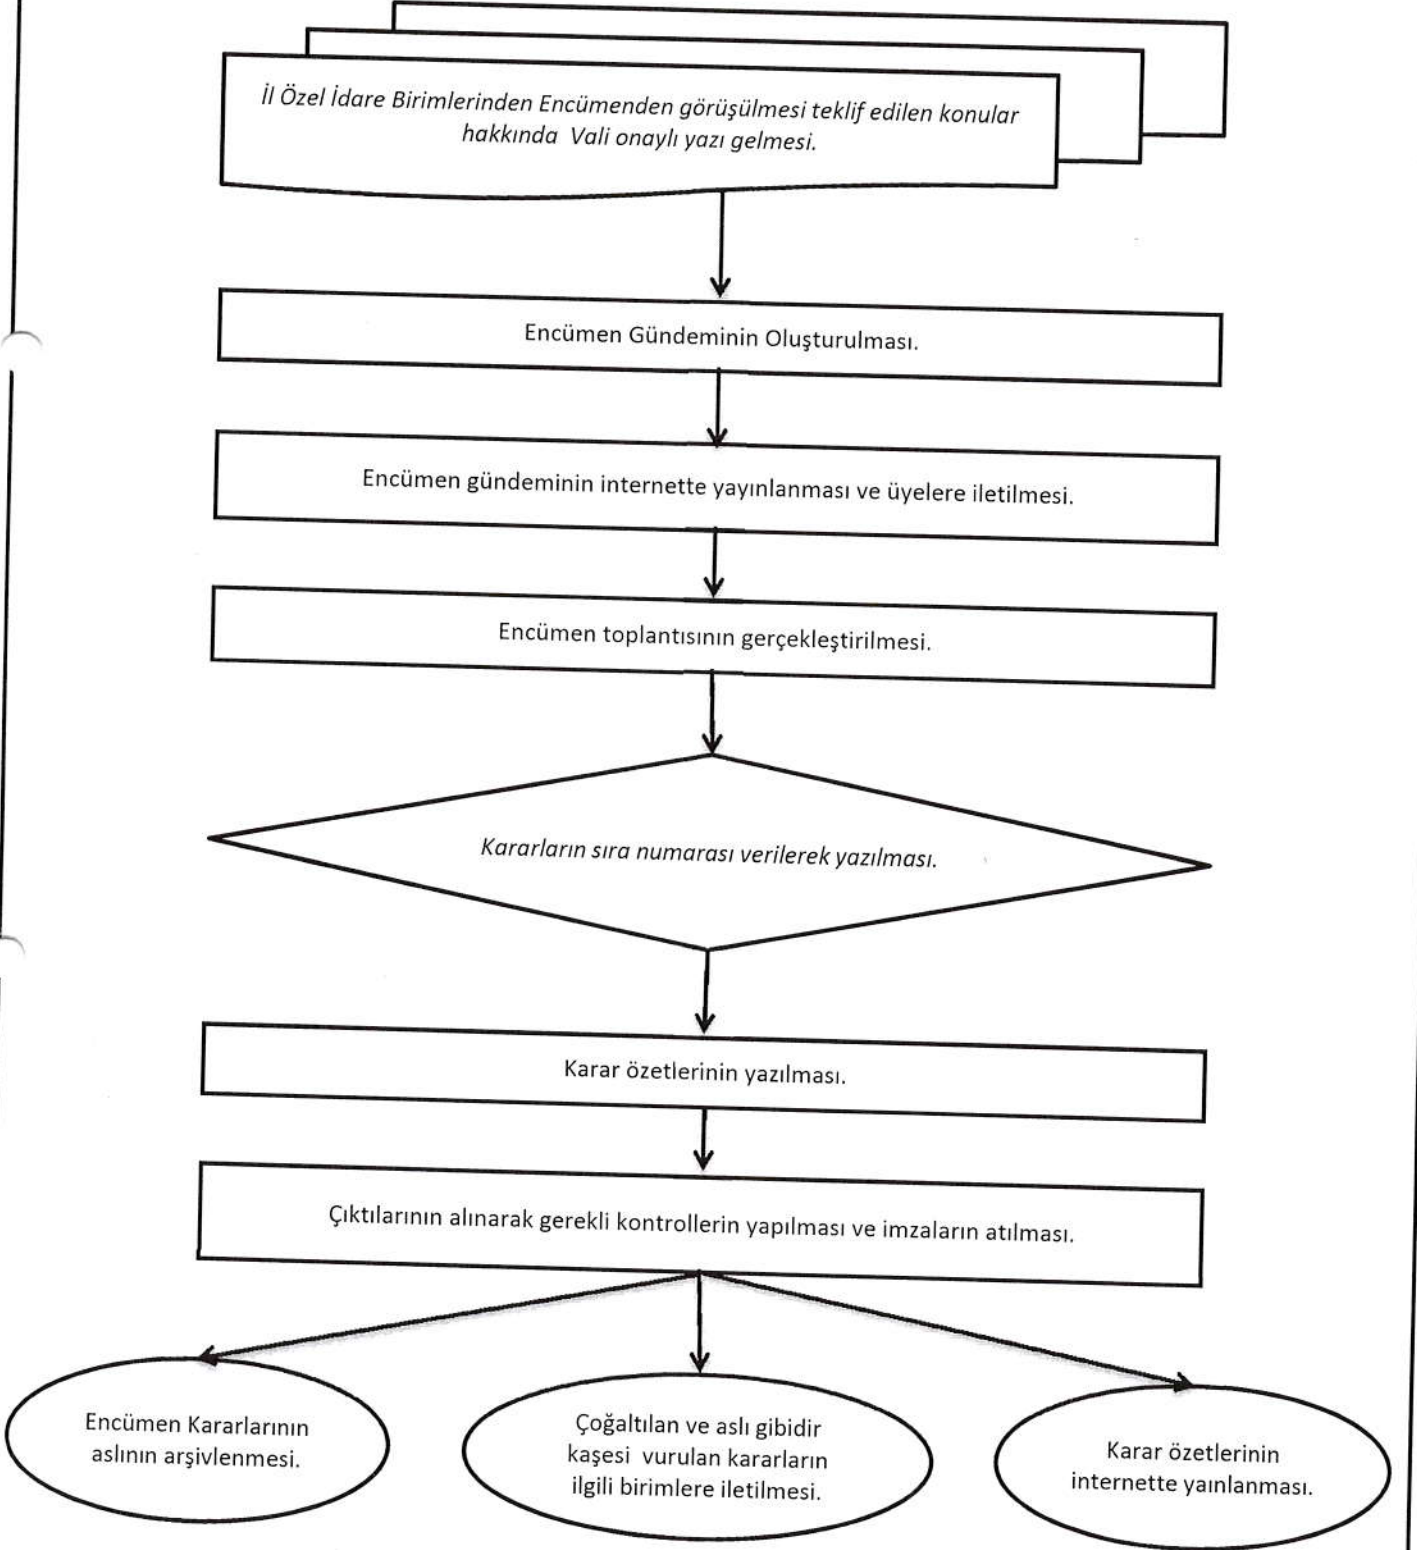 İl Özel İdare Birimlerinden Encümenden görüşülmesi teklif edilen konular
hakkında Vali onaylı yazı gelmesi.
Encümen Gündeminin Oluşturulması.
Encümen gündeminin internette yayınlanması ve üyelere iletilmesi.
Encümen toplantısının gerçekleştirilmesi.
Kararların sıra numarası verilerek yazılması.
Karar özetlerinin yazılması.
Çıktılarının alınarak gerekli kontrollerin yapılması ve imzaların atılması.
Encümen Kararlarının
aslının arşivlenmesi.
Çoğaltılan ve aslı gibidir
kaşesi vurulan kararların
ilgili birimlere iletilmesi.
Karar özetlerinin
internette yaınlanması.